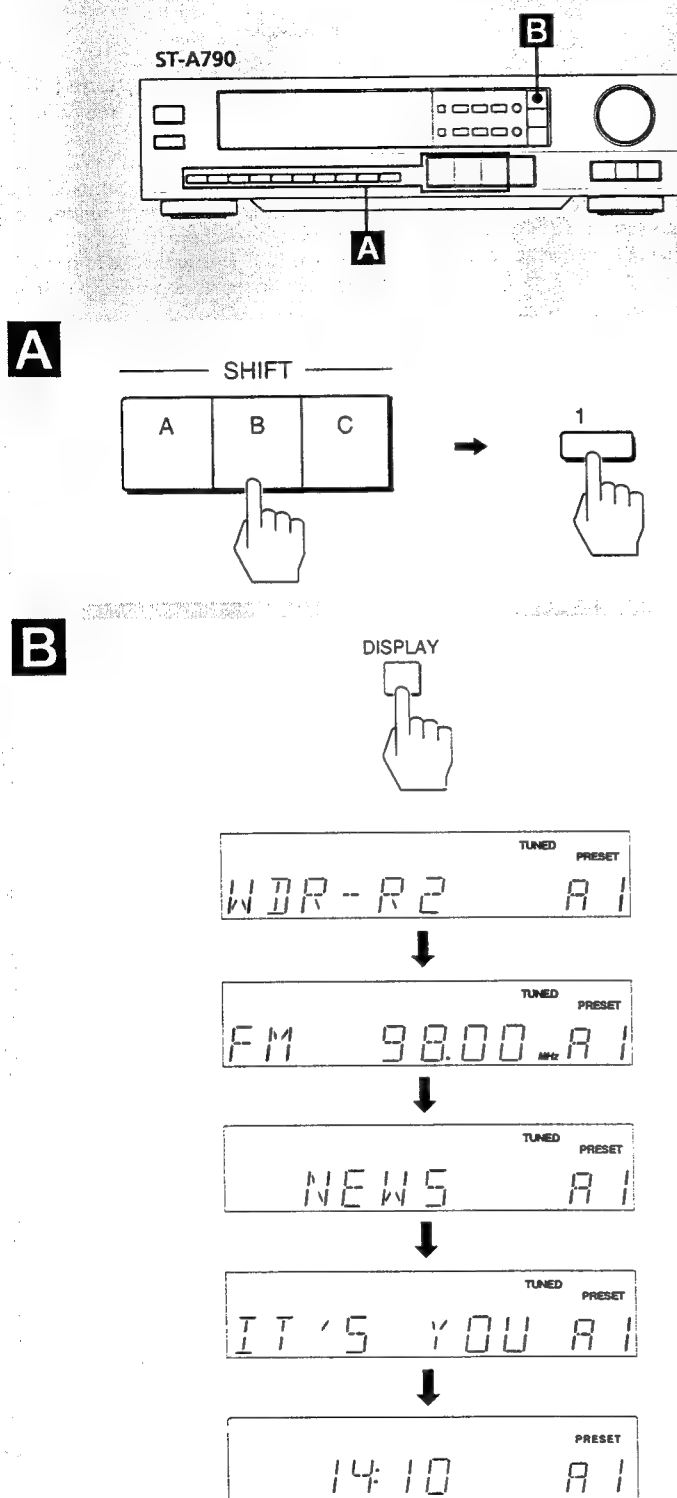 B
ST-A790
A
A
SHIFT
A B C
1
B
DISPLAY
TUNED
PRESET
WDR-R2 A1
TUNED
PRESET
FM 98.00 MHz A1
TUNED
PRESET
NEWS A1
TUNED
PRESET
IT'S YOU A1
PRESET
14:10 A1